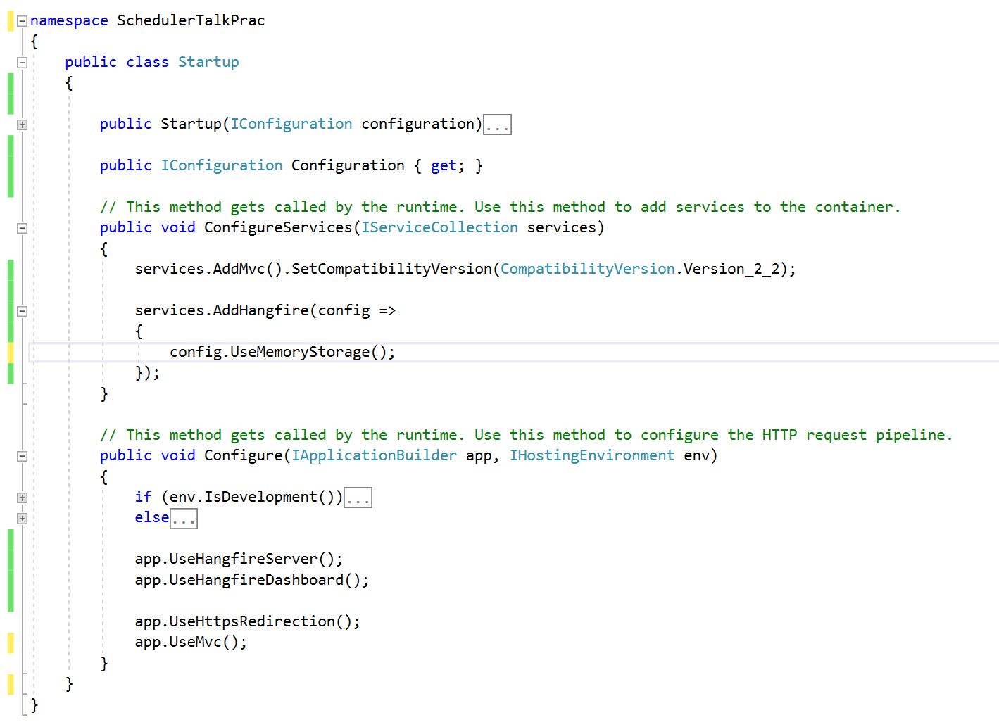 namespace SchedulerTalkPrac
{
    public class Startup
    {

        public Startup(IConfiguration configuration)...

        public IConfiguration Configuration { get; }

        // This method gets called by the runtime. Use this method to add services to the container.
        public void ConfigureServices(IServiceCollection services)
        {
            services.AddMvc().SetCompatibilityVersion(CompatibilityVersion.Version_2_2);

            services.AddHangfire(config =>
            {
                config.UseMemoryStorage();
            });
        }

        // This method gets called by the runtime. Use this method to configure the HTTP request pipeline.
        public void Configure(IApplicationBuilder app, IHostingEnvironment env)
        {
            if (env.IsDevelopment())...
            else...

            app.UseHangfireServer();
            app.UseHangfireDashboard();

            app.UseHttpsRedirection();
            app.UseMvc();
        }
    }
}